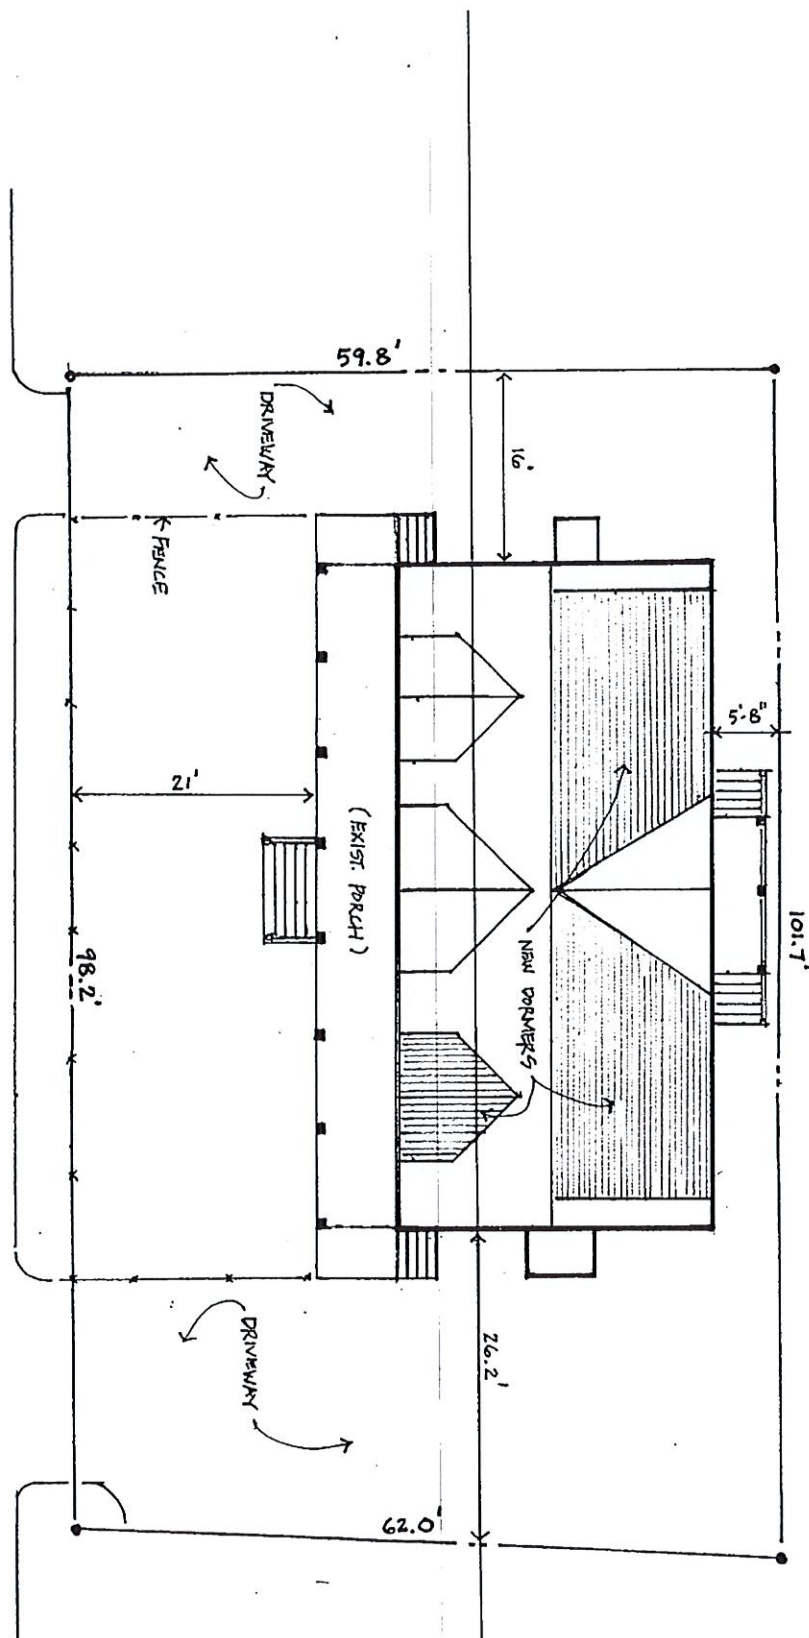 59.8'
DRIVEWAY
16'
FENCE
5'-8"
21'
(EXIST. PORCH)
101.7'
98.2'
NEW DORMERS
26.2'
DRIVEWAY
62.0'